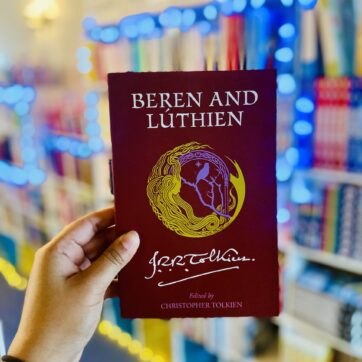 BEREN AND
LÚTHIEN
J.R.R. Tolkien.
Edited by
CHRISTOPHER TOLKIEN